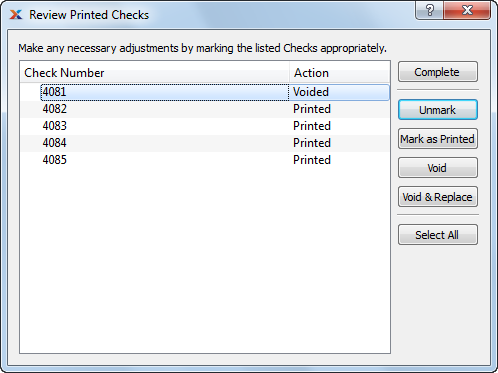 Review Printed Checks
?
Make any necessary adjustments by marking the listed Checks appropriately.
Check Number Action
4081 Voided
4082 Printed
4083 Printed
4084 Printed
4085 Printed
Complete
Unmark
Mark as Printed
Void
Void & Replace
Select All